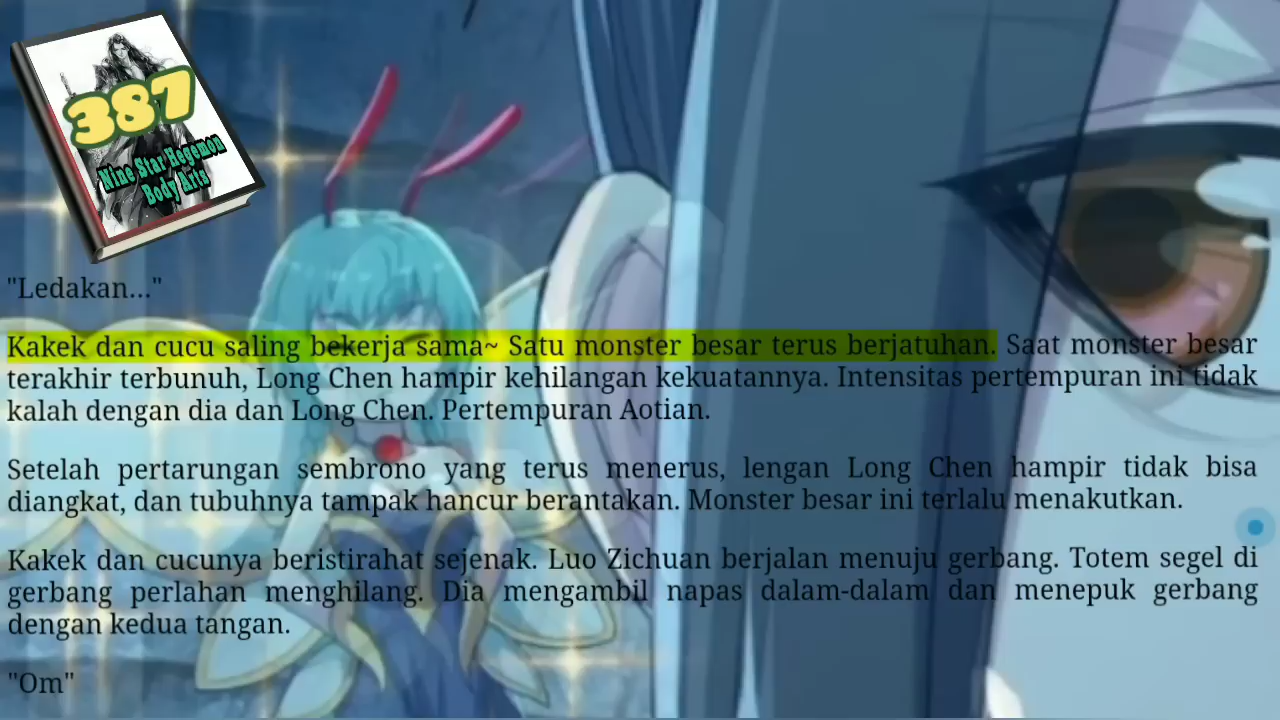 387
Nine Star Hegemon
Body Arts
"Ledakan..."
Kakek dan cucu saling bekerja sama~ Satu monster besar terus berjatuhan. Saat monster besar
terakhir terbunuh, Long Chen hampir kehilangan kekuatannya. Intensitas pertempuran ini tidak
kalah dengan dia dan Long Chen. Pertempuran Aotian.
Setelah pertarungan sembrono yang terus menerus, lengan Long Chen hampir tidak bisa
diangkat, dan tubuhnya tampak hancur berantakan. Monster besar ini terlalu menakutkan.
Kakek dan cucunya beristirahat sejenak. Luo Zichuan berjalan menuju gerbang. Totem segel di
gerbang perlahan menghilang. Dia mengambil napas dalam-dalam dan menepuk gerbang
dengan kedua tangan.
"Om"